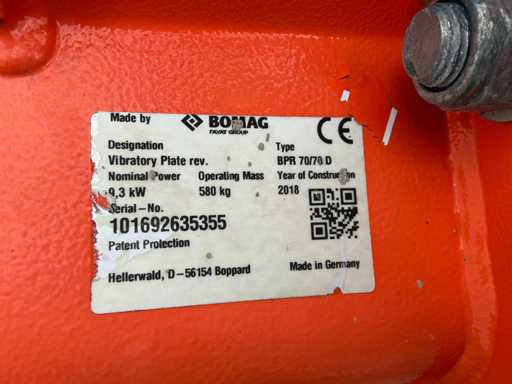 Made by BOMAG CE
FAYAT GROUP
Designation Type
Vibratory Plate rev. BPR 70/70 D
Nominal Power Operating Mass Year of Construction
9,3 kW 580 kg 2018
Serial-No.
101692635355
Patent Protection
Hellerwald, D-56154 Boppard Made in Germany